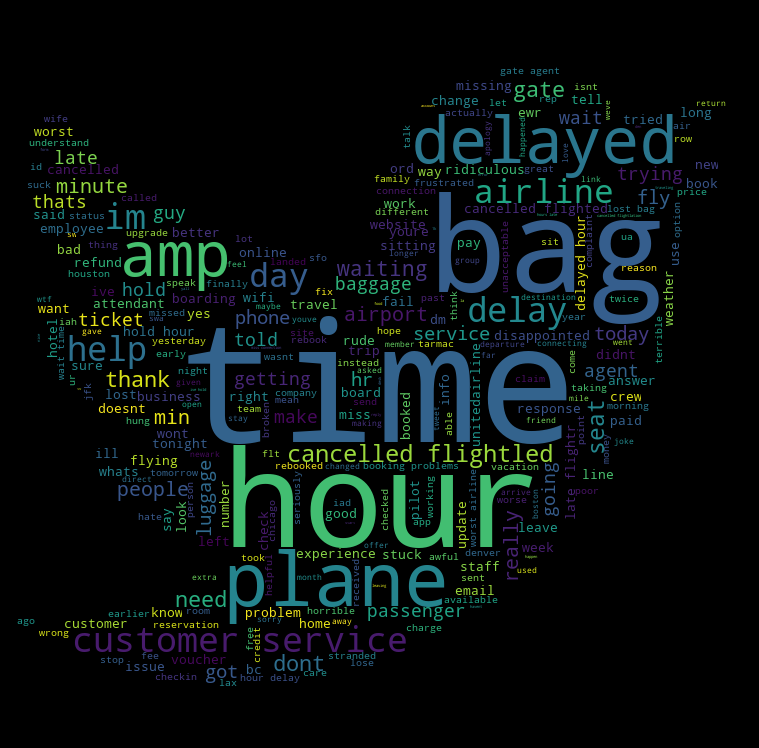 gate agent
missing
gate
isnt
wife
change
let
rep
tell
return
worst
actually
ewr
wait
tried
long
understand
talk
delayed
happened
air
row
id
late
cancelled
ord
way
ridiculous
great
love
trying
new
suck
minute
called
family
frustrated
airline
fly
book
thats
im
guy
connection
work
cancelled flighted
lost bag
price
said
status
sw
different
website
youre
bag
ua
use
option
employee
upgrade
better
sitting
pay
sit
bad
thing
amp
lot
online
sfo
waiting
longer
group
unacceptable
delayed hour
complaint
reason
weather
refund
landed
day
feel
baggage
houston
ive
speak
finally
fix
maybe
fail
past
think
destination
twice
wtf
attendant
hold
boarding
wifi
travel
airport
dm
delay
year
want
missed
iah
gave
swa
ticket
yes
phone
youve
hope
service
departure
today
went
terrible
hotel
hold hour
site
rude
member
tarmac
disappointed
connecting
didnt
wait time
yesterday
rebook
help
told
wasnt
trip
instead
far
come
sure
early
time
asked
agent
answer
ur
jfk
night
getting
hr
board
info
claim
taking
thank
lost
business
right
company
send
able
unitedairline
mile
crew
morning
doesnt
given
team
make
broken
meah
miss
making
booked
tweet
response
point
seat
paid
money
hung
open
min
stay
friend
joke
wont
tonight
newark
cancelled flightled
late flightr
ill
flying
flt
rebooked
changed
booking problems
vacation
going
line
whats
tomorrow
hour
iad
pilot
arrive
boston
poor
people
direct
luggage
number
chicago
seriously
good
checked
app
working
update
worst airline
worse
say
look
person
hate
check
helpful
left
offer
denver
really
week
leave
took
experience
stuck
awful
staff
used
extra
month
plane
received
sent
email
available
need
ago
earlier
room
know
problem
horrible
home
away
passenger
customer
reservation
sorry
charge
wrong
free
credit
customer service
stop
fee
voucher
stranded
issue
got
bc
dont
care
lose
checkin
lax
hour delay